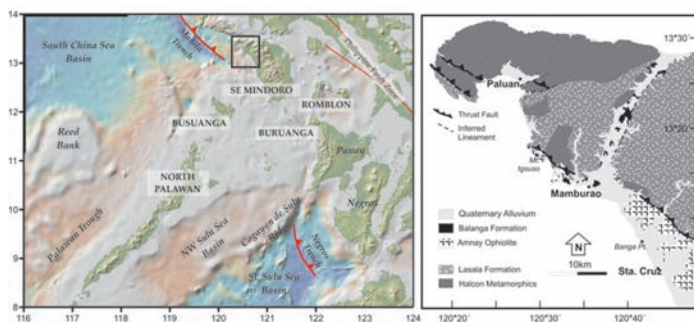 14
13
12
11
10
9
8
116
117
118
119
120
121
122
123
124
South China Sea
Basin
Manila
Trench
Philippine Fault Zone
SE MINDORO
ROMBLON
BUSUANGA
BURUANGA
Reed
Bank
Panay
NORTH
PALAWAN
Negros
Palawan Trough
NW Sulu Sea
Basin
Cagayan de Sulu
Negros
Trench
SE Sulu Sea
Basin
13°30'
Paluan
Thrust Fault
Inferred
Lineament
13°20'
Mt.
Igsuso
Mamburao
Quaternary Alluvium
Balanga Formation
Amnay Ophiolite
Banga Pt.
N
10km
Sta. Cruz
Lasala Formation
Halcon Metamorphics
120°20'
120°30'
120°40'